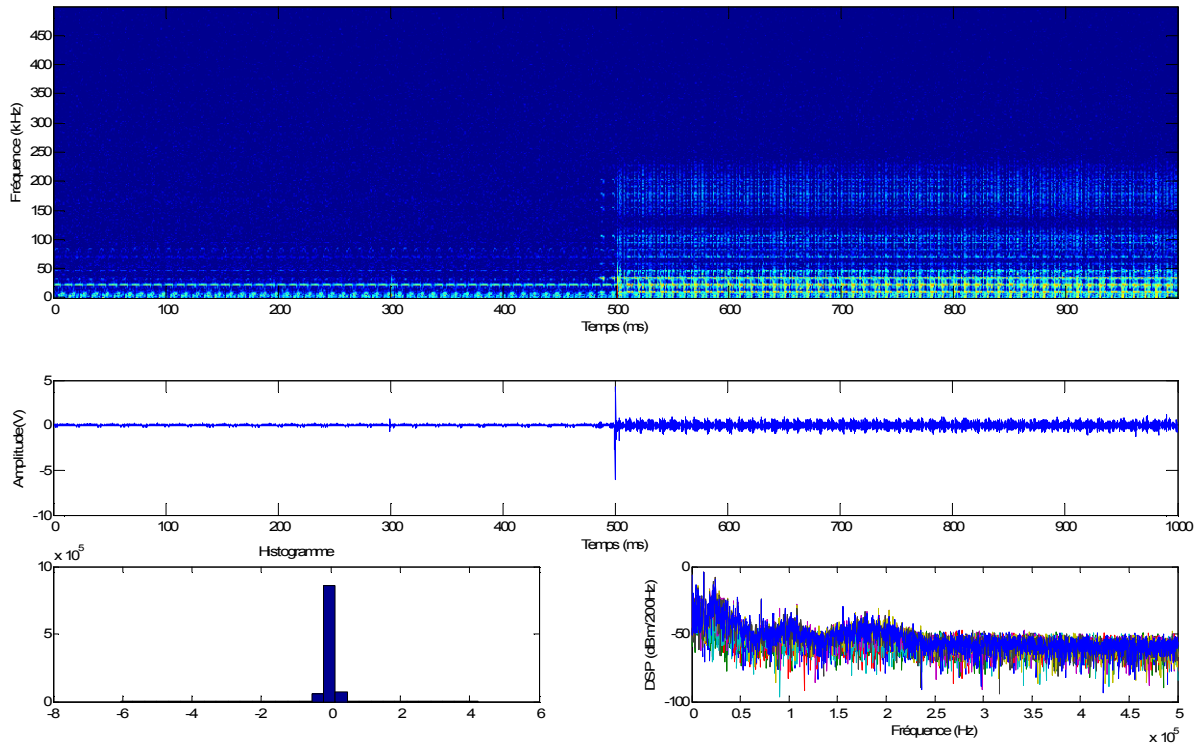 Fréquence (kHz)
450
400
350
300
250
200
150
100
50
0
0 100 200 300 400 500 600 700 800 900
Temps (ms)
Amplitude(V)
5
0
-5
-10
0 100 200 300 400 500 600 700 800 900 1000
Temps (ms)
x 10⁵
Histogramme
10
5
0
-8 -6 -4 -2 0 2 4 6
DSP (dBm/200Hz)
0
-50
-100
0 0.5 1 1.5 2 2.5 3 3.5 4 4.5 5
Fréquence (Hz)
x 10⁵